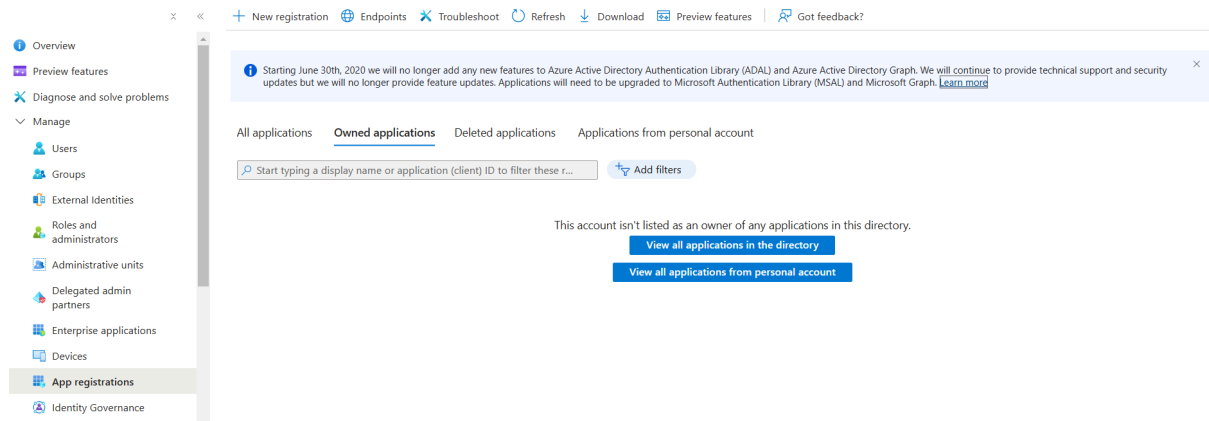 New registration Endpoints Troubleshoot Refresh Download Preview features Got feedback?
Overview
Preview features
Diagnose and solve problems
Manage
Users
Groups
External Identities
Roles and
administrators
Administrative units
Delegated admin
partners
Enterprise applications
Devices
App registrations
Identity Governance
Starting June 30th, 2020 we will no longer add any new features to Azure Active Directory Authentication Library (ADAL) and Azure Active Directory Graph. We will continue to provide technical support and security
updates but we will no longer provide feature updates. Applications will need to be upgraded to Microsoft Authentication Library (MSAL) and Microsoft Graph. Learn more
All applications Owned applications Deleted applications Applications from personal account
Start typing a display name or application (client) ID to filter these r... Add filters
This account isn't listed as an owner of any applications in this directory.
View all applications in the directory
View all applications from personal account